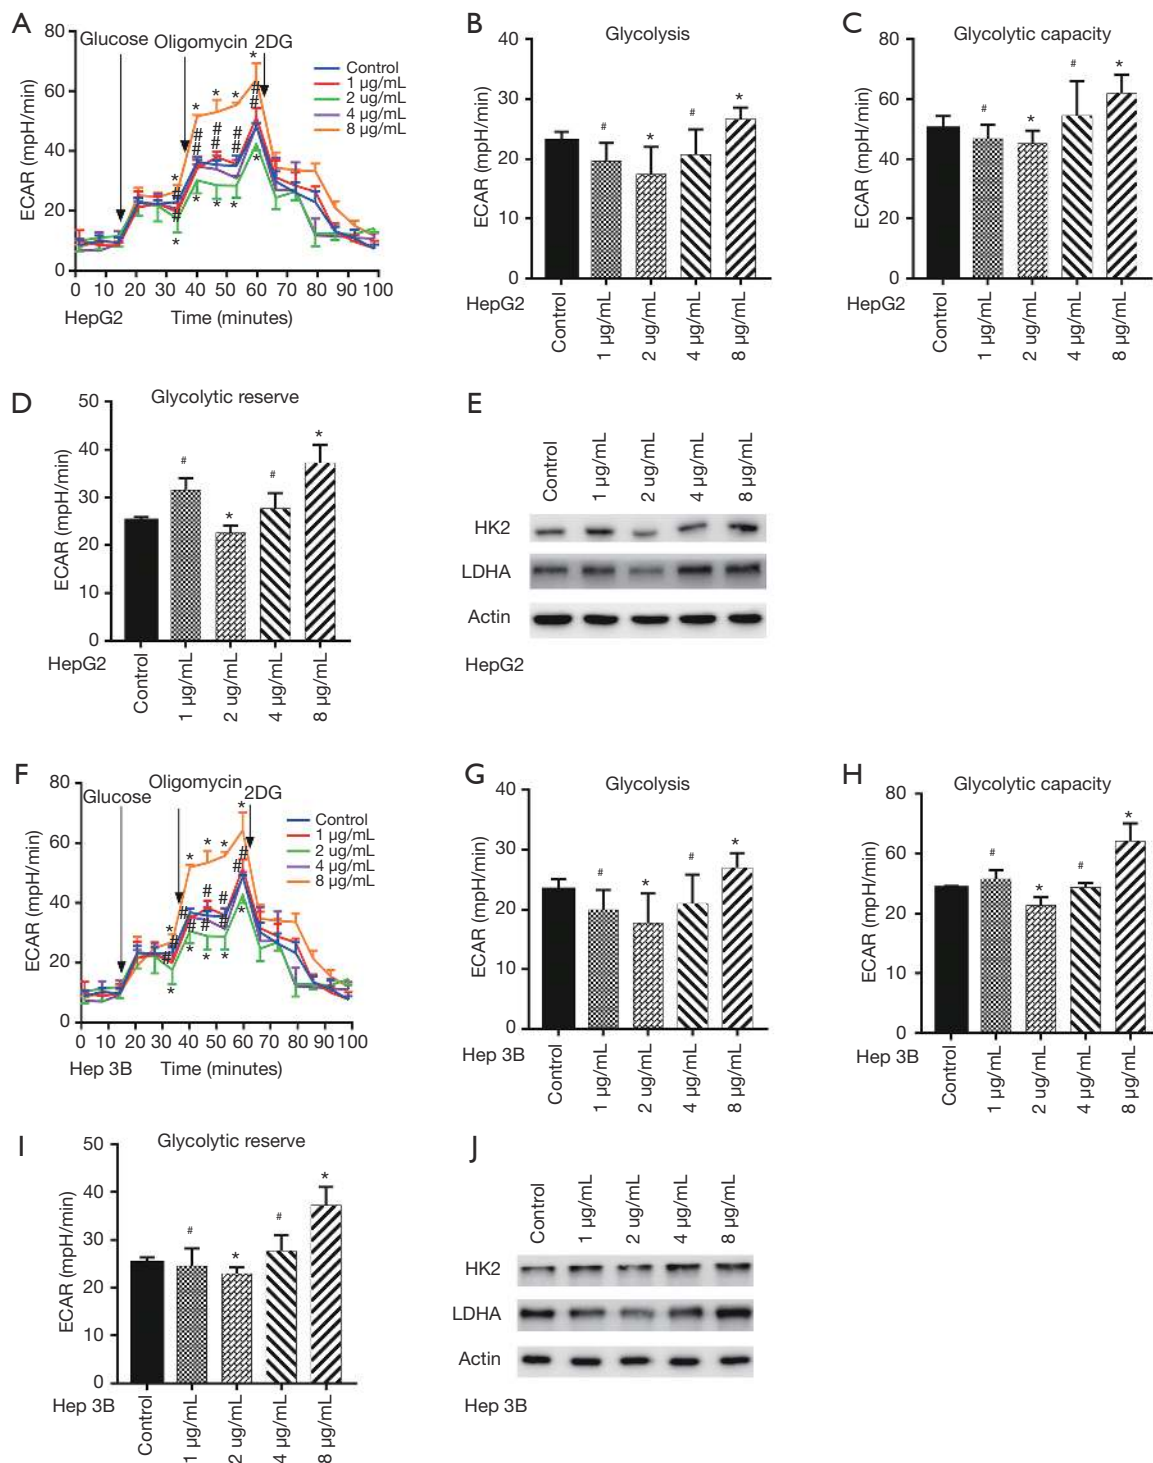 A
Glucose Oligomycin 2DG
Control
1 µg/mL
2 ug/mL
4 µg/mL
8 µg/mL
ECAR (mpH/min)
80
60
40
20
0
0 10 20 30 40 50 60 70 80 90 100
HepG2 Time (minutes)
B
Glycolysis
ECAR (mpH/min)
40
30
20
10
0
HepG2
Control
1 µg/mL
2 ug/mL
4 µg/mL
8 µg/mL
C
Glycolytic capacity
ECAR (mpH/min)
80
60
40
20
0
HepG2
Control
1 µg/mL
2 ug/mL
4 µg/mL
8 µg/mL
D
Glycolytic reserve
ECAR (mpH/min)
50
40
30
20
10
0
HepG2
Control
1 µg/mL
2 ug/mL
4 µg/mL
8 µg/mL
E
Control
1 µg/mL
2 ug/mL
4 µg/mL
8 µg/mL
HK2
LDHA
Actin
HepG2
F
Glucose Oligomycin 2DG
Control
1 µg/mL
2 ug/mL
4 µg/mL
8 µg/mL
ECAR (mpH/min)
80
60
40
20
0
0 10 20 30 40 50 60 70 80 90 100
Hep 3B Time (minutes)
G
Glycolysis
ECAR (mpH/min)
40
30
20
10
0
Hep 3B
Control
1 µg/mL
2 ug/mL
4 µg/mL
8 µg/mL
H
Glycolytic capacity
ECAR (mpH/min)
80
60
20
10
0
Hep 3B
Control
1 µg/mL
2 ug/mL
4 µg/mL
8 µg/mL
I
Glycolytic reserve
ECAR (mpH/min)
50
40
30
20
10
0
Hep 3B
Control
1 µg/mL
2 ug/mL
4 µg/mL
8 µg/mL
J
Control
1 µg/mL
2 ug/mL
4 µg/mL
8 µg/mL
HK2
LDHA
Actin
Hep 3B